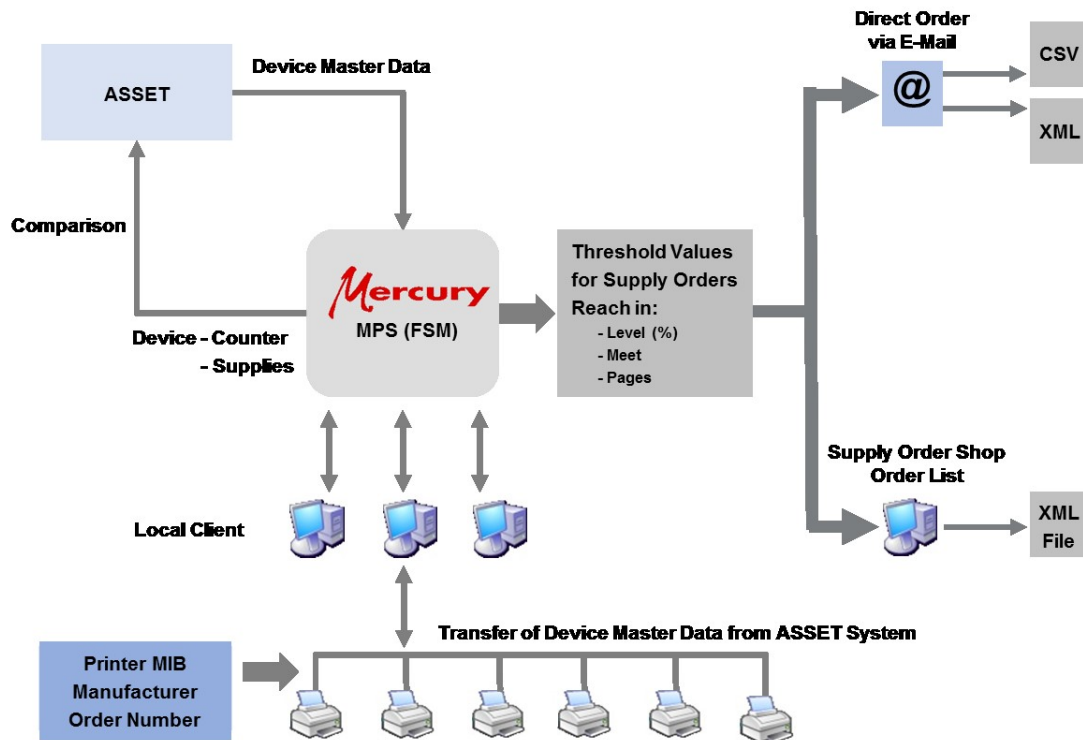 Direct Order
via E-Mail
CSV
@
XML
ASSET
Device Master Data
Comparison
Mercury
MPS (FSM)
Device - Counter
- Supplies
Threshold Values
for Supply Orders
Reach in:
- Level (%)
- Meet
- Pages
Supply Order Shop
Order List
XML
File
Local Client
Transfer of Device Master Data from ASSET System
Printer MIB
Manufacturer
Order Number